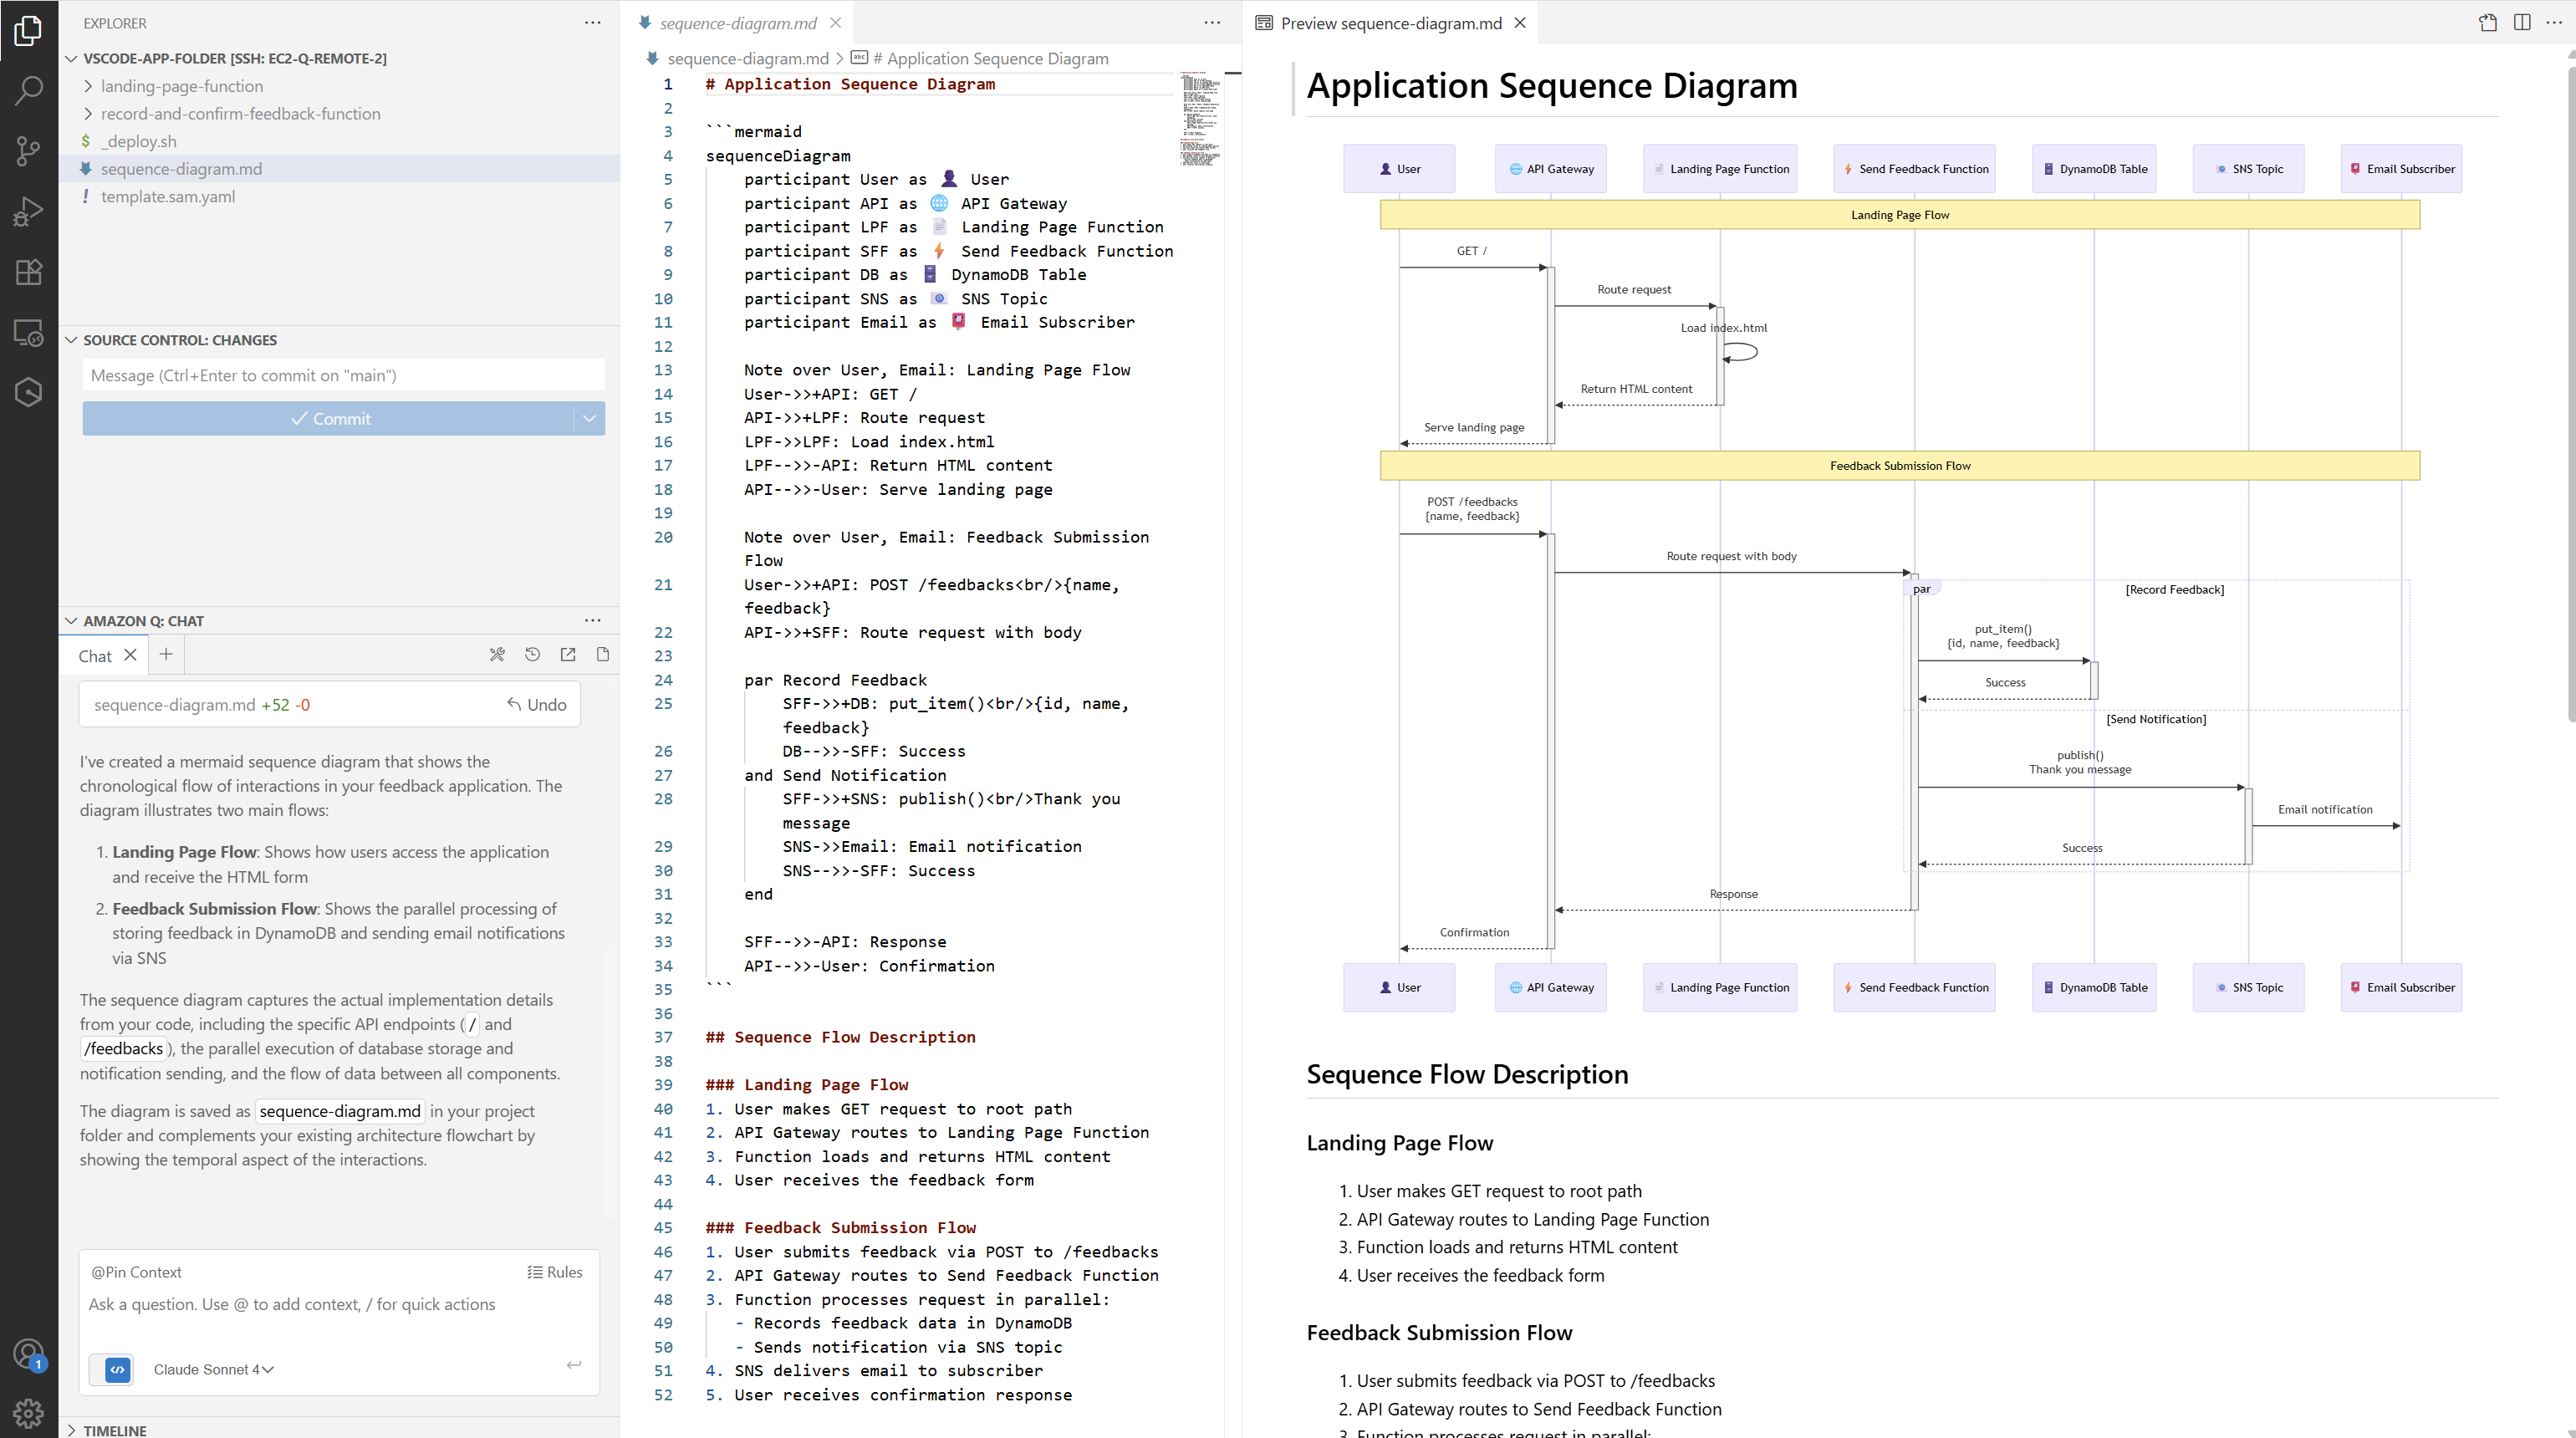 EXPLORER
VSCODE-APP-FOLDER [SSH: EC2-Q-REMOTE-2]
landing-page-function
record-and-confirm-feedback-function
$ _deploy.sh
sequence-diagram.md
! template.sam.yaml
SOURCE CONTROL: CHANGES
Message (Ctrl+Enter to commit on "main")
Commit
AMAZON Q: CHAT
Chat
sequence-diagram.md +52 -0
Undo
I've created a mermaid sequence diagram that shows the
chronological flow of interactions in your feedback application. The
diagram illustrates two main flows:
1. Landing Page Flow: Shows how users access the application
and receive the HTML form
2. Feedback Submission Flow: Shows the parallel processing of
storing feedback in DynamoDB and sending email notifications
via SNS
The sequence diagram captures the actual implementation details
from your code, including the specific API endpoints ( / and
/feedbacks ), the parallel execution of database storage and
notification sending, and the flow of data between all components.
The diagram is saved as sequence-diagram.md in your project
folder and complements your existing architecture flowchart by
showing the temporal aspect of the interactions.
@Pin Context
Rules
Ask a question. Use @ to add context, / for quick actions
Claude Sonnet 4
1
TIMELINE
sequence-diagram.md
sequence-diagram.md > abc # Application Sequence Diagram
1 # Application Sequence Diagram
2
3 ```mermaid
4 sequenceDiagram
5 participant User as 👤 User
6 participant API as 🌐 API Gateway
7 participant LPF as 📄 Landing Page Function
8 participant SFF as ⚡ Send Feedback Function
9 participant DB as 🗄️ DynamoDB Table
10 participant SNS as 📧 SNS Topic
11 participant Email as 📮 Email Subscriber
12
13 Note over User, Email: Landing Page Flow
14 User->>+API: GET /
15 API->>+LPF: Route request
16 LPF->>LPF: Load index.html
17 LPF-->>-API: Return HTML content
18 API-->>-User: Serve landing page
19
20 Note over User, Email: Feedback Submission
Flow
21 User->>+API: POST /feedbacks<br/>{name,
feedback}
22 API->>+SFF: Route request with body
23
24 par Record Feedback
25 SFF->>+DB: put_item()<br/>{id, name,
feedback}
26 DB-->>-SFF: Success
27 and Send Notification
28 SFF->>+SNS: publish()<br/>Thank you
message
29 SNS->>Email: Email notification
30 SNS-->>-SFF: Success
31 end
32
33 SFF-->>-API: Response
34 API-->>-User: Confirmation
35 ```
36
37 ## Sequence Flow Description
38
39 ### Landing Page Flow
40 1. User makes GET request to root path
41 2. API Gateway routes to Landing Page Function
42 3. Function loads and returns HTML content
43 4. User receives the feedback form
44
45 ### Feedback Submission Flow
46 1. User submits feedback via POST to /feedbacks
47 2. API Gateway routes to Send Feedback Function
48 3. Function processes request in parallel:
49 - Records feedback data in DynamoDB
50 - Sends notification via SNS topic
51 4. SNS delivers email to subscriber
52 5. User receives confirmation response
Preview sequence-diagram.md
Application Sequence Diagram
👤 User
🌐 API Gateway
📄 Landing Page Function
⚡ Send Feedback Function
🗄️ DynamoDB Table
📧 SNS Topic
📮 Email Subscriber
Landing Page Flow
GET /
Route request
Load index.html
Return HTML content
Serve landing page
Feedback Submission Flow
POST /feedbacks
{name, feedback}
Route request with body
par
[Record Feedback]
put_item()
{id, name, feedback}
Success
[Send Notification]
publish()
Thank you message
Email notification
Success
Response
Confirmation
👤 User
🌐 API Gateway
📄 Landing Page Function
⚡ Send Feedback Function
🗄️ DynamoDB Table
📧 SNS Topic
📮 Email Subscriber
Sequence Flow Description
Landing Page Flow
1. User makes GET request to root path
2. API Gateway routes to Landing Page Function
3. Function loads and returns HTML content
4. User receives the feedback form
Feedback Submission Flow
1. User submits feedback via POST to /feedbacks
2. API Gateway routes to Send Feedback Function
3. Function processes request in parallel: